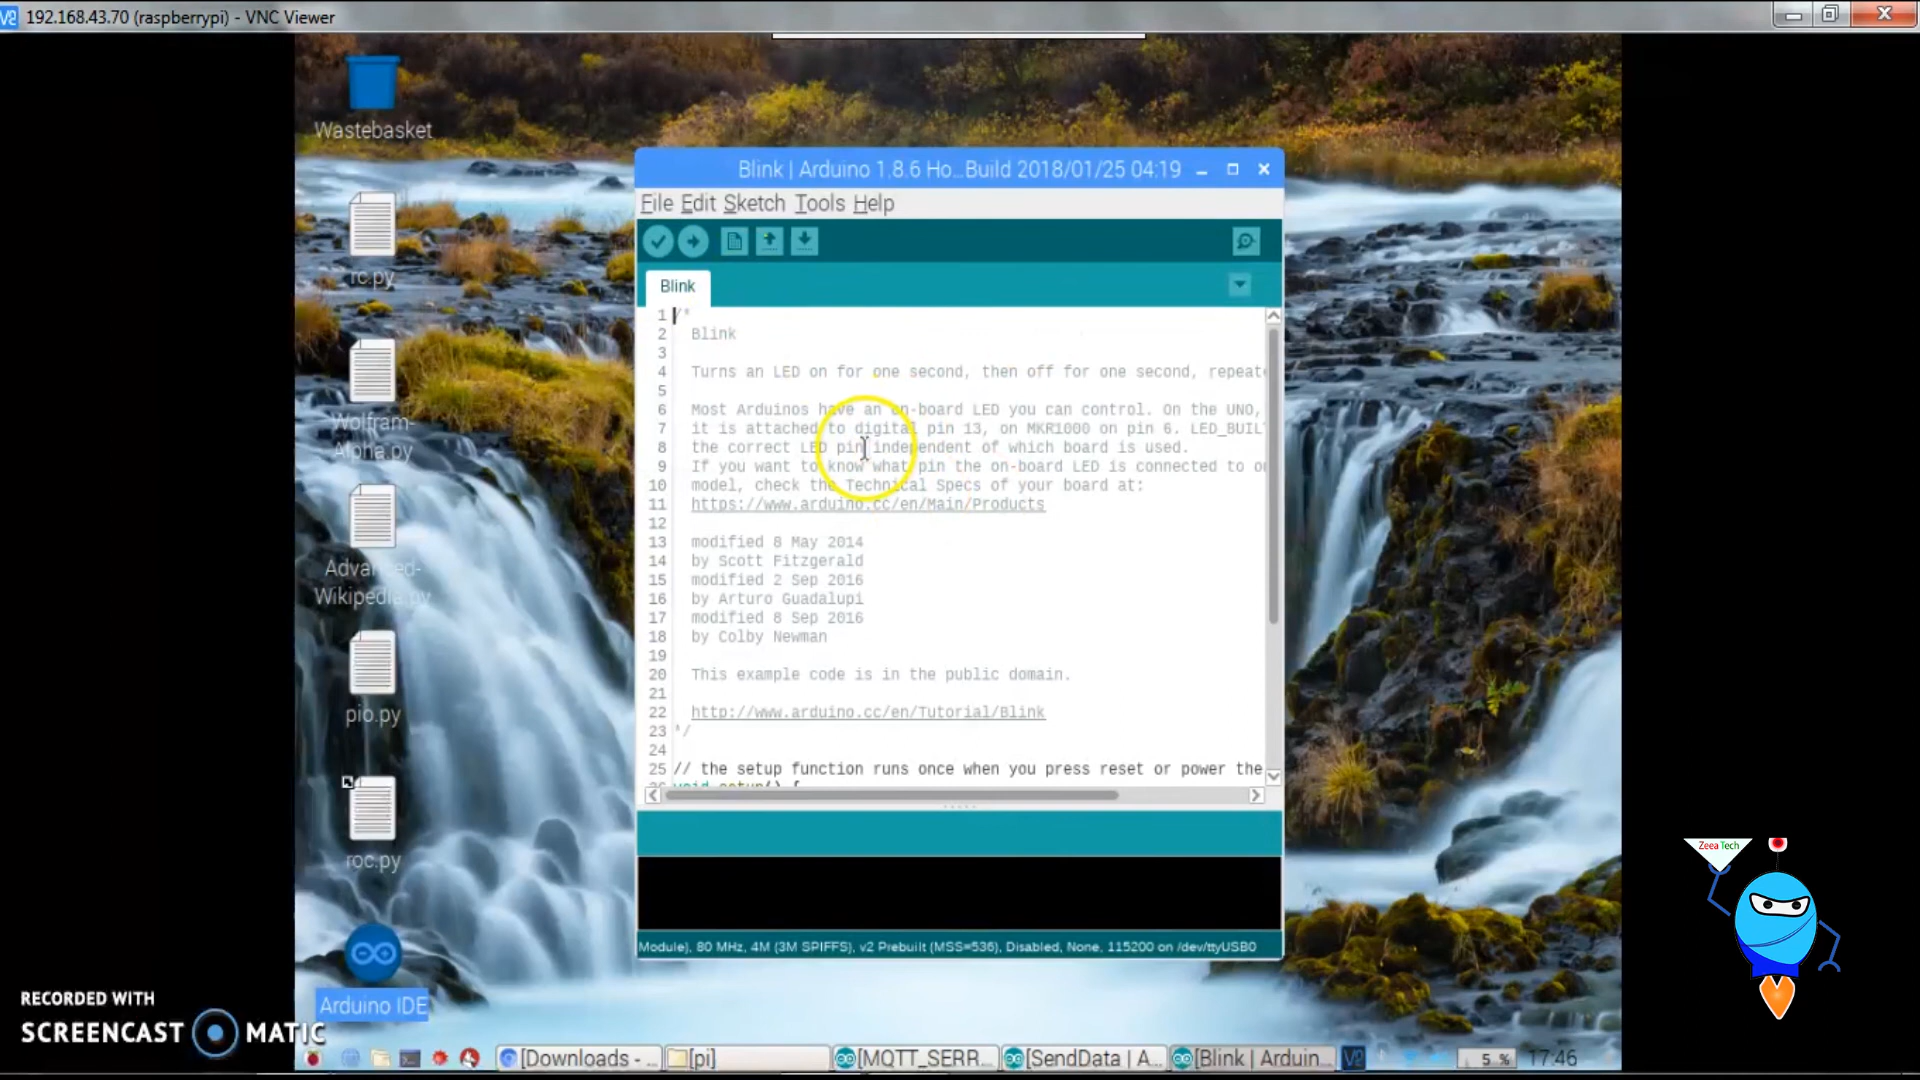 192.168.43.70 (raspberrypi) - VNC Viewer
Wastebasket
rc.py
Wolfram-
Alpha.py
Advanced-
Wikipedia.py
pio.py
roc.py
Arduino IDE
Blink | Arduino 1.8.6 Ho...Build 2018/01/25 04:19
File Edit Sketch Tools Help
Blink
1 /*
2 Blink
3
4 Turns an LED on for one second, then off for one second, repeate
5
6 Most Arduinos have an on-board LED you can control. On the UNO,
7 it is attached to digital pin 13, on MKR1000 on pin 6. LED_BUIL
8 the correct LED pin independent of which board is used.
9 If you want to know what pin the on-board LED is connected to o
10 model, check the Technical Specs of your board at:
11 https://www.arduino.cc/en/Main/Products
12
13 modified 8 May 2014
14 by Scott Fitzgerald
15 modified 2 Sep 2016
16 by Arturo Guadalupi
17 modified 8 Sep 2016
18 by Colby Newman
19
20 This example code is in the public domain.
21
22 http://www.arduino.cc/en/Tutorial/Blink
23 */
24
25 // the setup function runs once when you press reset or power the
Module), 80 MHz, 4M (3M SPIFFS), v2 Prebuilt (MSS=536), Disabled, None, 115200 on /dev/ttyUSB0
Zeea Tech
RECORDED WITH
SCREENCAST MATIC
[Downloads - ... [pi] [MQTT_SERR... [SendData | A... [Blink | Arduin... 5 % 17:46